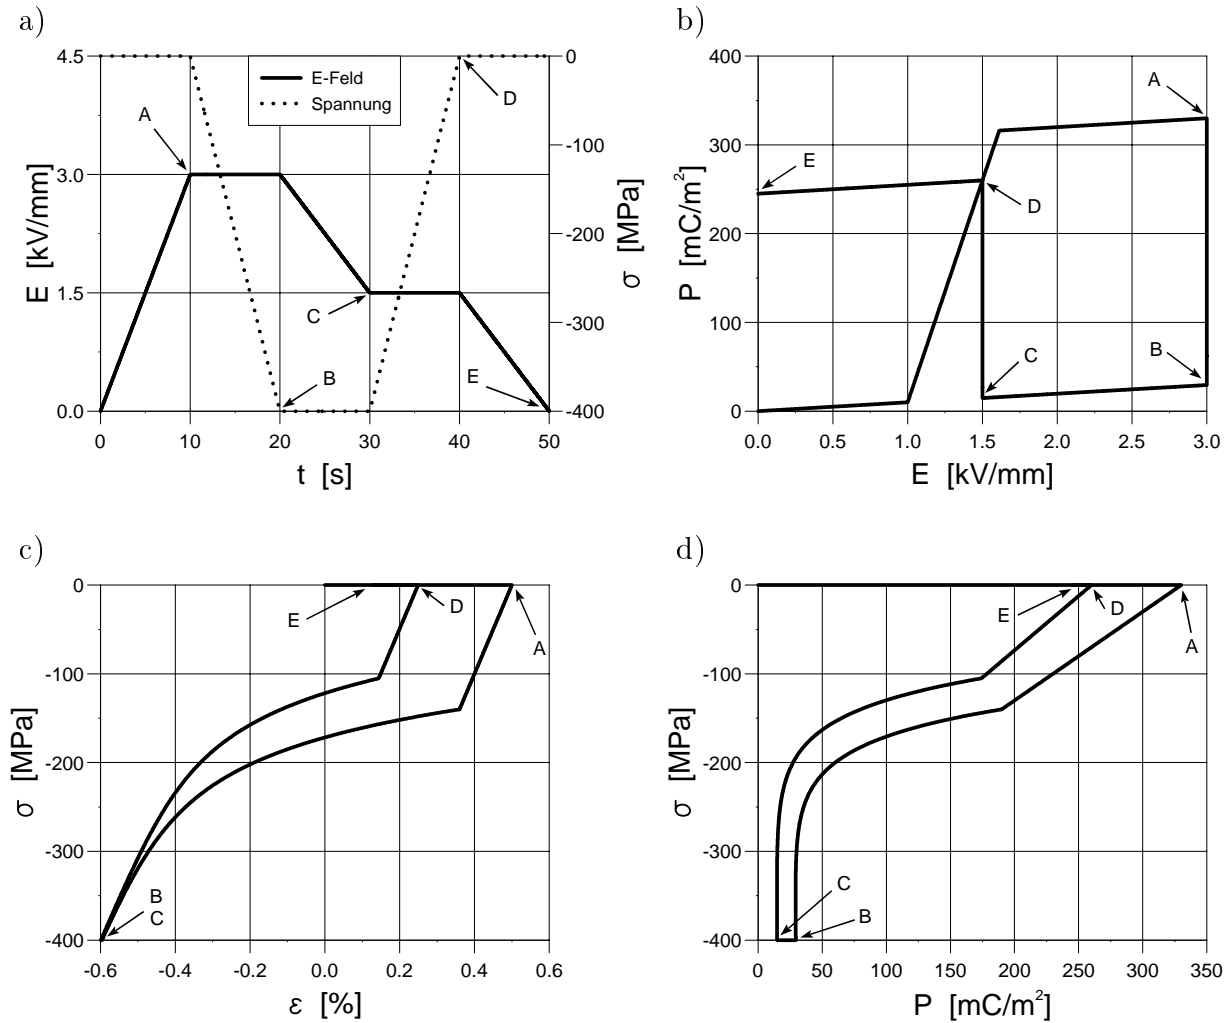 a)
4.5
3.0
1.5
0.0
E [kV/mm]
0
-100
-200
-300
-400
σ [MPa]
E-Feld
Spannung
A
B
C
D
E
0 10 20 30 40 50
t [s]
b)
400
300
200
100
0
P [mC/m²]
A
E
D
C
B
0.0 0.5 1.0 1.5 2.0 2.5 3.0
E [kV/mm]
c)
0
-100
-200
-300
-400
σ [MPa]
E
D
A
B
C
-0.6 -0.4 -0.2 0.0 0.2 0.4 0.6
ε [%]
d)
0
-100
-200
-300
-400
σ [MPa]
E
D
A
C
B
0 50 100 150 200 250 300 350
P [mC/m²]